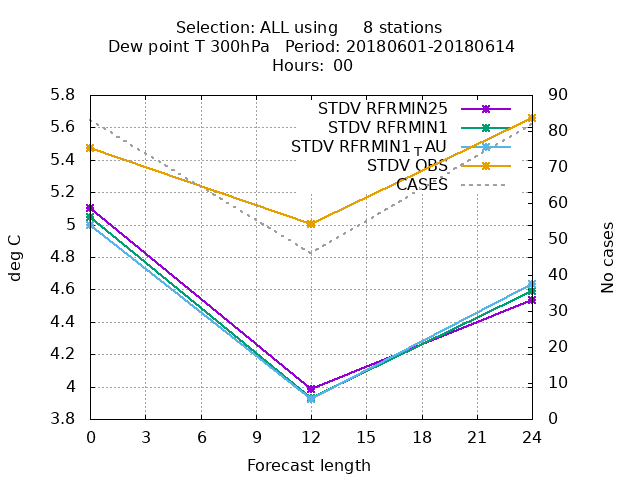 Selection: ALL using     8 stations
Dew point T 300hPa   Period: 20180601-20180614
Hours:  00
STDV RFRMIN25
STDV RFRMIN1
STDV RFRMIN1TAU
STDV OBS
CASES
5.8
5.6
5.4
5.2
5
4.8
4.6
4.4
4.2
4
3.8
deg C
90
80
70
60
50
40
30
20
10
0
No cases
0 3 6 9 12 15 18 21 24
Forecast length